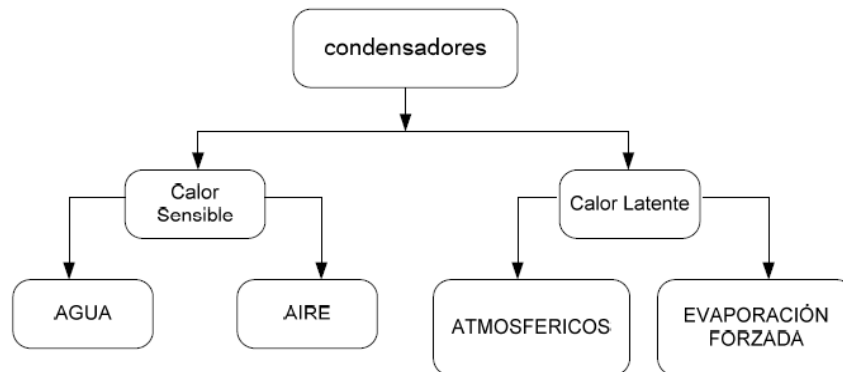 condensadores
Calor
Sensible
Calor Latente
AGUA
AIRE
ATMOSFERICOS
EVAPORACIÓN
FORZADA